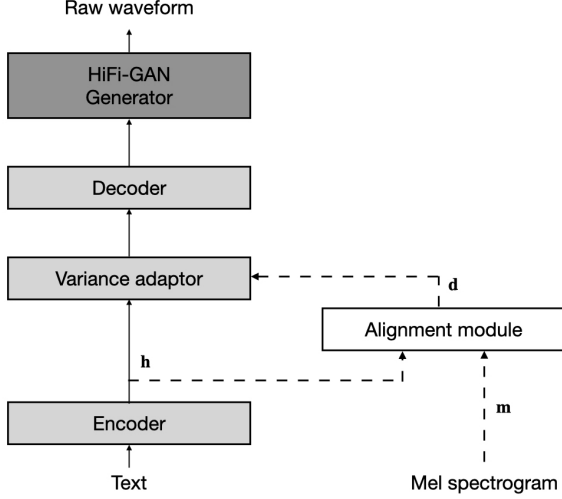 Raw waveform
HiFi-GAN
Generator
Decoder
Variance adaptor
d
Alignment module
h
Encoder
m
Text
Mel spectrogram